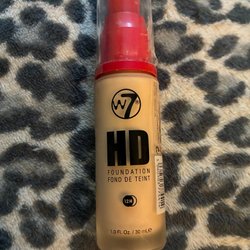 W7
HD
FOUNDATION
FOND DE TEINT
1.0 Fl. Oz. / 30 mL ℮